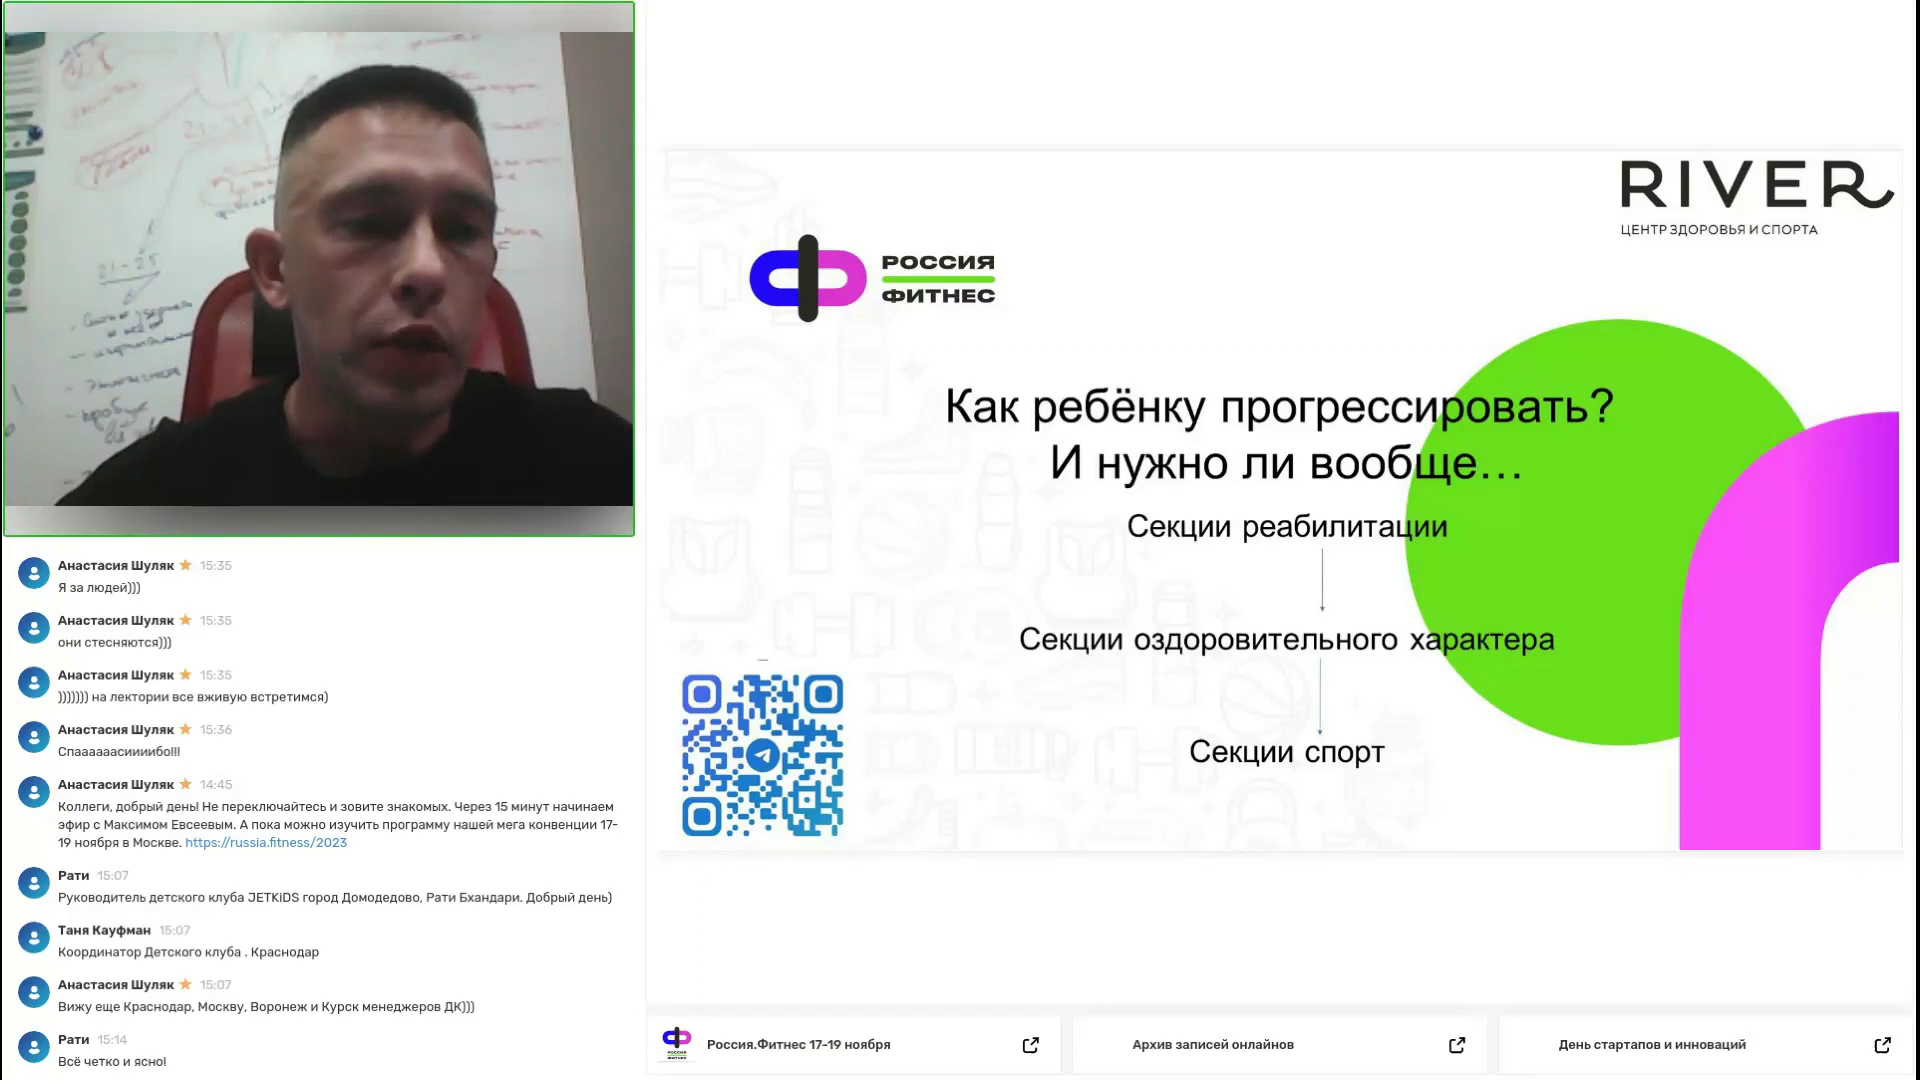 21-25
Анастасия Шуляк 15:35
Я за людей)))
Анастасия Шуляк 15:35
они стесняются)))
Анастасия Шуляк 15:35
))))))) на лектории все вживую встретимся)
Анастасия Шуляк 15:36
Спаааааасиииибо!!!
Анастасия Шуляк 14:45
Коллеги, добрый день! Не переключайтесь и зовите знакомых. Через 15 минут начинаем
эфир с Максимом Евсеевым. А пока можно изучить программу нашей мега конвенции 17-
19 ноября в Москве. https://russia.fitness/2023
Рати 15:07
Руководитель детского клуба JETKiDS город Домодедово, Рати Бхандари. Добрый день)
Таня Кауфман 15:07
Координатор Детского клуба . Краснодар
Анастасия Шуляк 15:07
Вижу еще Краснодар, Москву, Воронеж и Курск менеджеров ДК)))
Рати 15:14
Всё четко и ясно!
RIVER
ЦЕНТР ЗДОРОВЬЯ И СПОРТА
РОССИЯ
ФИТНЕС
Как ребёнку прогрессировать?
И нужно ли вообще...
Секции реабилитации
Секции оздоровительного характера
Секции спорт
Россия.Фитнес 17-19 ноября
Архив записей онлайнов
День стартапов и инноваций